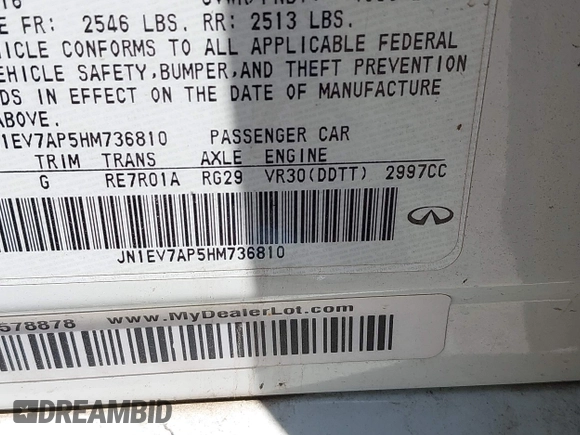 E FR: 2546 LBS. RR: 2513 LBS.
HICLE CONFORMS TO ALL APPLICABLE FEDERAL
EHICLE SAFETY,BUMPER,AND THEFT PREVENTION
DS IN EFFECT ON THE DATE OF MANUFACTURE
ABOVE.
1EV7AP5HM736810 PASSENGER CAR
TRIM TRANS AXLE ENGINE
G RE7R01A RG29 VR30(DDTT) 2997CC
JN1EV7AP5HM736810
578878 www.MyDealerLot.com
DREAMBID